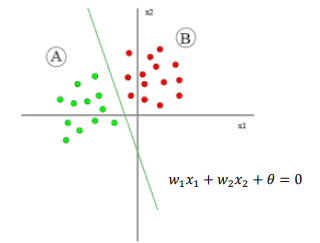 x2
B
A
x1
w₁x₁ + w₂x₂ + θ = 0